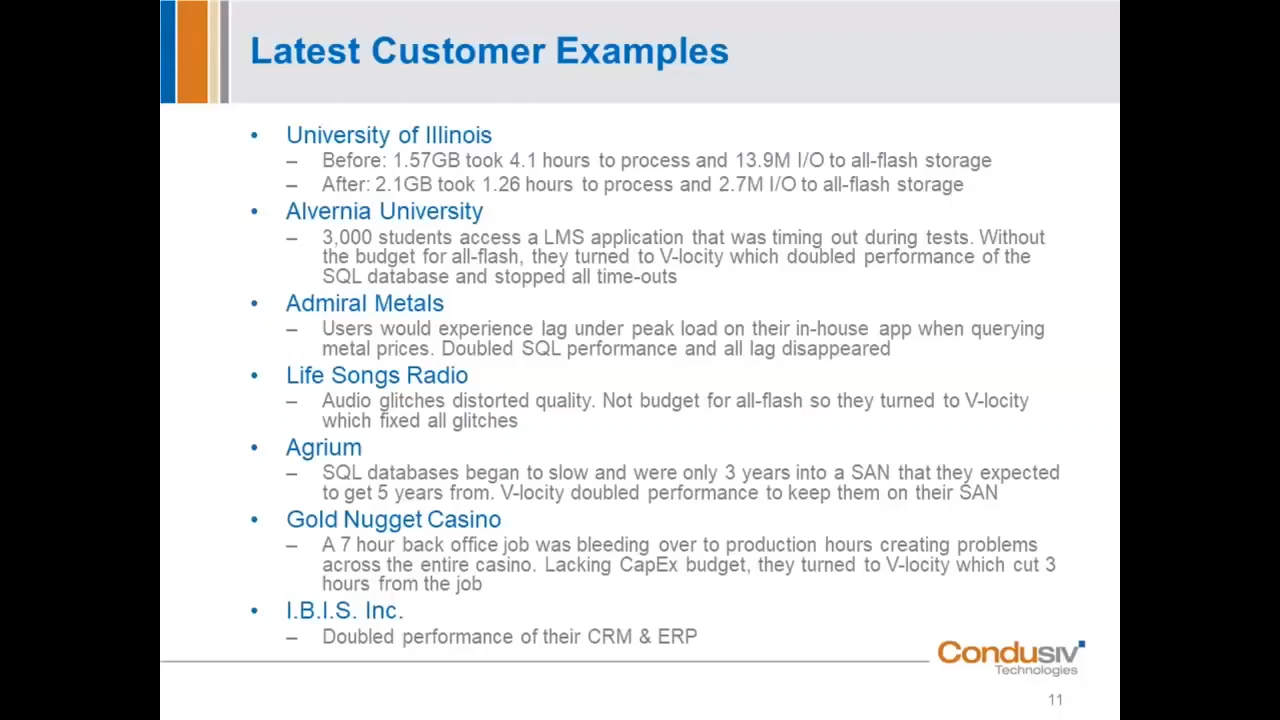 Latest Customer Examples
• University of Illinois
– Before: 1.57GB took 4.1 hours to process and 13.9M I/O to all-flash storage
– After: 2.1GB took 1.26 hours to process and 2.7M I/O to all-flash storage
• Alvernia University
– 3,000 students access a LMS application that was timing out during tests. Without
the budget for all-flash, they turned to V-locity which doubled performance of the
SQL database and stopped all time-outs
• Admiral Metals
– Users would experience lag under peak load on their in-house app when querying
metal prices. Doubled SQL performance and all lag disappeared
• Life Songs Radio
– Audio glitches distorted quality. Not budget for all-flash so they turned to V-locity
which fixed all glitches
• Agrium
– SQL databases began to slow and were only 3 years into a SAN that they expected
to get 5 years from. V-locity doubled performance to keep them on their SAN
• Gold Nugget Casino
– A 7 hour back office job was bleeding over to production hours creating problems
across the entire casino. Lacking CapEx budget, they turned to V-locity which cut 3
hours from the job
• I.B.I.S. Inc.
– Doubled performance of their CRM & ERP
Condusiv
Technologies
11